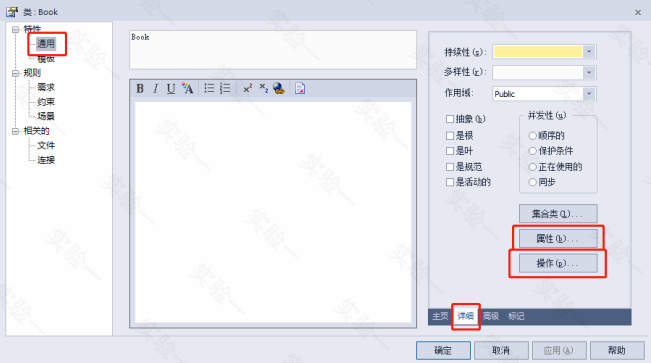 类 : Book
特性
通用
模板
规则
需求
约束
场景
相关的
文件
连接
Book
B I U A x² x₂
持续性 (s):
多样性 (r):
作用域: Public
抽象 (b)
是根
是叶
是规范
是活动的
并发性 (u)
顺序的
保护条件
正在使用的
同步
集合类 (L)...
属性 (b)...
操作 (p)...
主页 详细 高级 标记
确定 取消 应用 (A) 帮助
实验一